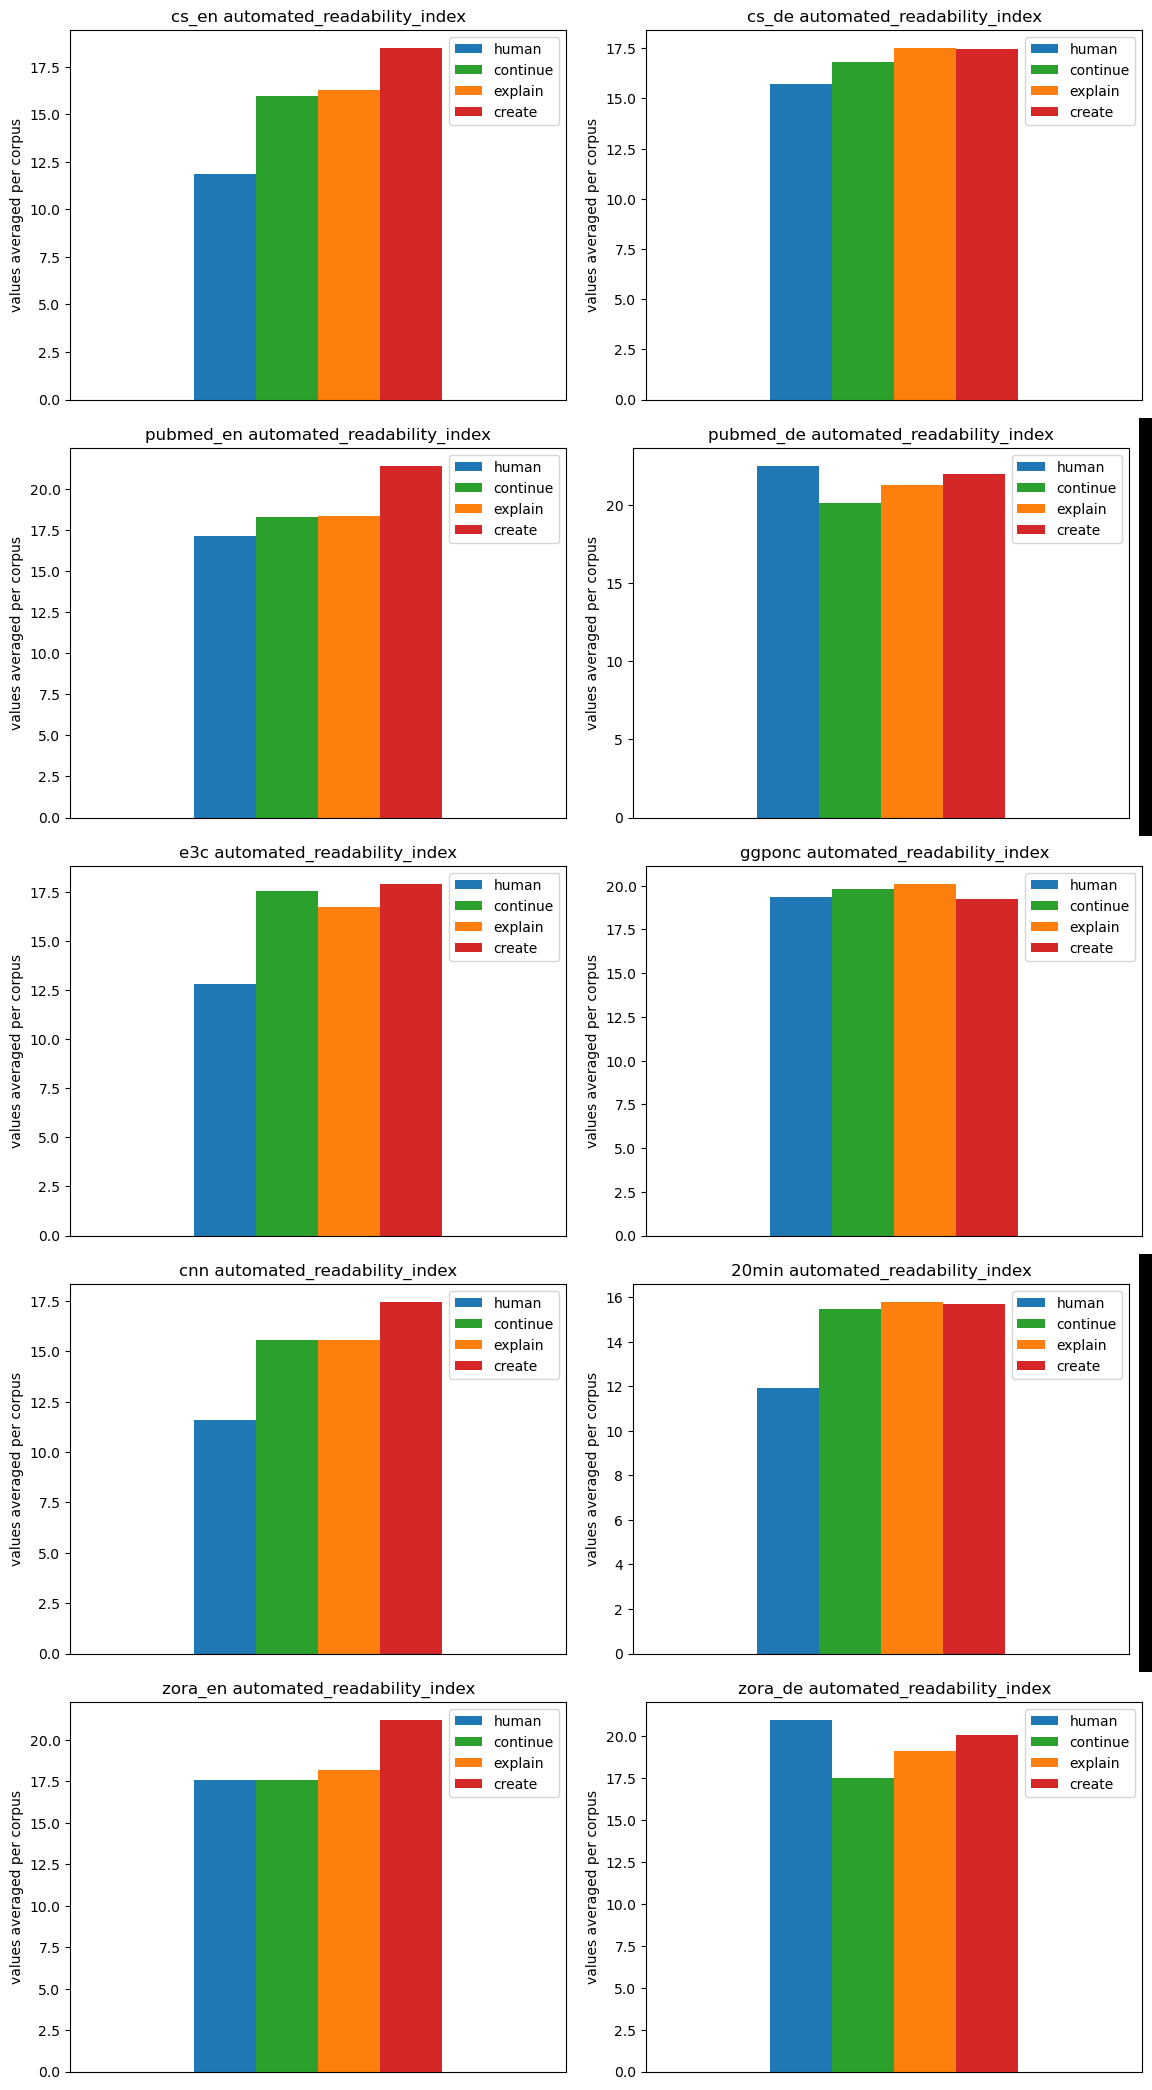 cs_en automated_readability_index
values averaged per corpus
17.5
15.0
12.5
10.0
7.5
5.0
2.5
0.0
human
continue
explain
create
cs_de automated_readability_index
values averaged per corpus
17.5
15.0
12.5
10.0
7.5
5.0
2.5
0.0
human
continue
explain
create
pubmed_en automated_readability_index
values averaged per corpus
20.0
17.5
15.0
12.5
10.0
7.5
5.0
2.5
0.0
human
continue
explain
create
pubmed_de automated_readability_index
values averaged per corpus
20
15
10
5
0
human
continue
explain
create
e3c automated_readability_index
values averaged per corpus
17.5
15.0
12.5
10.0
7.5
5.0
2.5
0.0
human
continue
explain
create
ggponc automated_readability_index
values averaged per corpus
20.0
17.5
15.0
12.5
10.0
7.5
5.0
2.5
0.0
human
continue
explain
create
cnn automated_readability_index
values averaged per corpus
17.5
15.0
12.5
10.0
7.5
5.0
2.5
0.0
human
continue
explain
create
20min automated_readability_index
values averaged per corpus
16
14
12
10
8
6
4
2
0
human
continue
explain
create
zora_en automated_readability_index
values averaged per corpus
20.0
17.5
15.0
12.5
10.0
7.5
5.0
2.5
0.0
human
continue
explain
create
zora_de automated_readability_index
values averaged per corpus
20.0
17.5
15.0
12.5
10.0
7.5
5.0
2.5
0.0
human
continue
explain
create